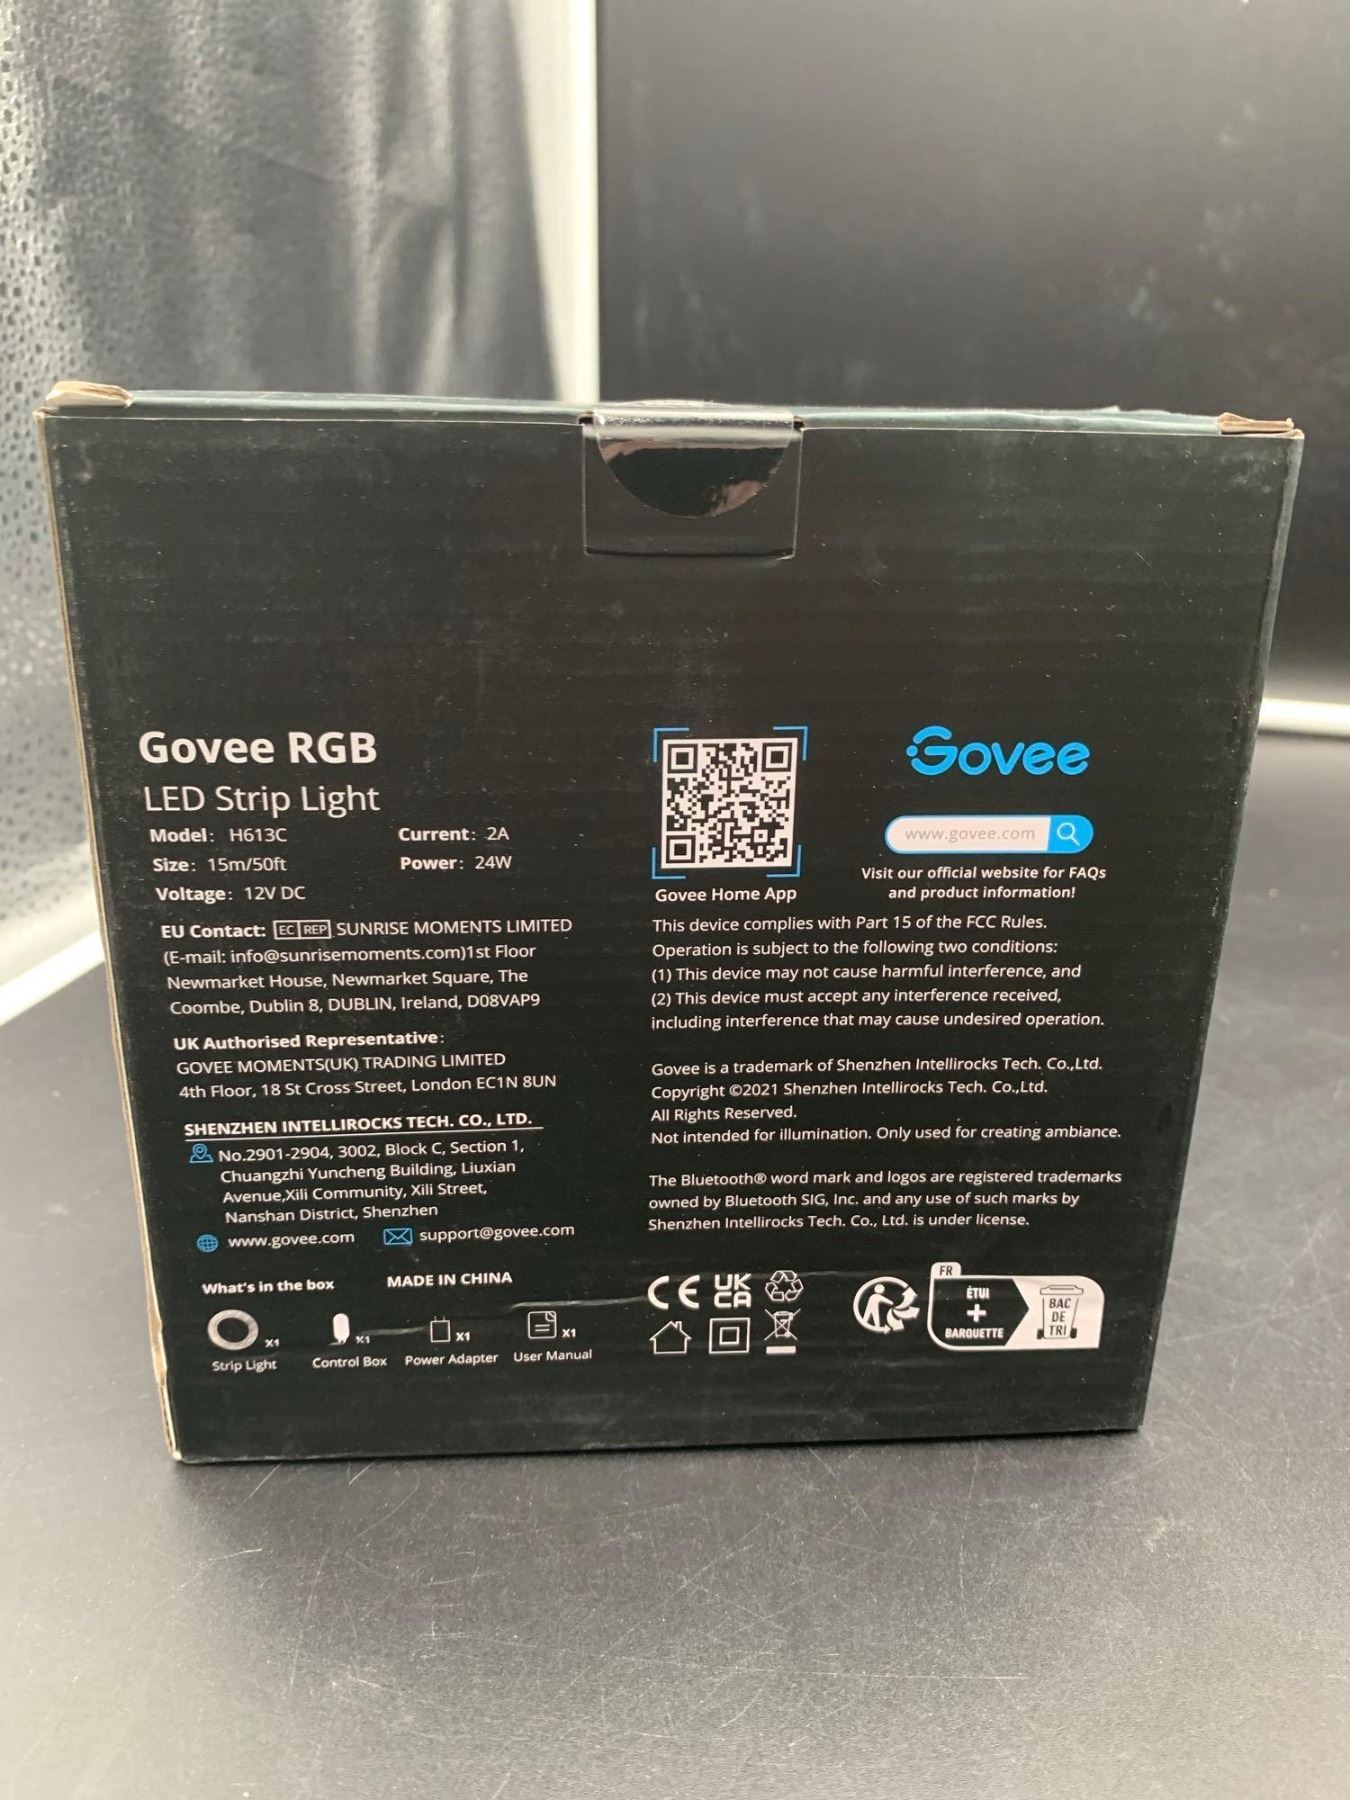 Govee RGB
LED Strip Light
Model: H613C
Current: 2A
Size: 15m/50ft
Power: 24W
Voltage: 12V DC
EU Contact: EC REP SUNRISE MOMENTS LIMITED
(E-mail: info@sunrisemoments.com)1st Floor
Newmarket House, Newmarket Square, The
Coombe, Dublin 8, DUBLIN, Ireland, D08VAP9
UK Authorised Representative:
GOVEE MOMENTS(UK) TRADING LIMITED
4th Floor, 18 St Cross Street, London EC1N 8UN
SHENZHEN INTELLIROCKS TECH. CO., LTD.
No.2901-2904, 3002, Block C, Section 1,
Chuangzhi Yuncheng Building, Liuxian
Avenue,Xili Community, Xili Street,
Nanshan District, Shenzhen
www.govee.com
support@govee.com
What's in the box
MADE IN CHINA
X1
X1
X1
X1
Strip Light
Control Box
Power Adapter
User Manual
Govee Home App
Govee
www.govee.com
Visit our official website for FAQs
and product information!
This device complies with Part 15 of the FCC Rules.
Operation is subject to the following two conditions:
(1) This device may not cause harmful interference, and
(2) This device must accept any interference received,
including interference that may cause undesired operation.
Govee is a trademark of Shenzhen Intellirocks Tech. Co.,Ltd.
Copyright ©2021 Shenzhen Intellirocks Tech. Co.,Ltd.
All Rights Reserved.
Not intended for illumination. Only used for creating ambiance.
The Bluetooth® word mark and logos are registered trademarks
owned by Bluetooth SIG, Inc. and any use of such marks by
Shenzhen Intellirocks Tech. Co., Ltd. is under license.
CE
UK
CA
FR
ÉTUI
+
BARQUETTE
BAC
DE
TRI